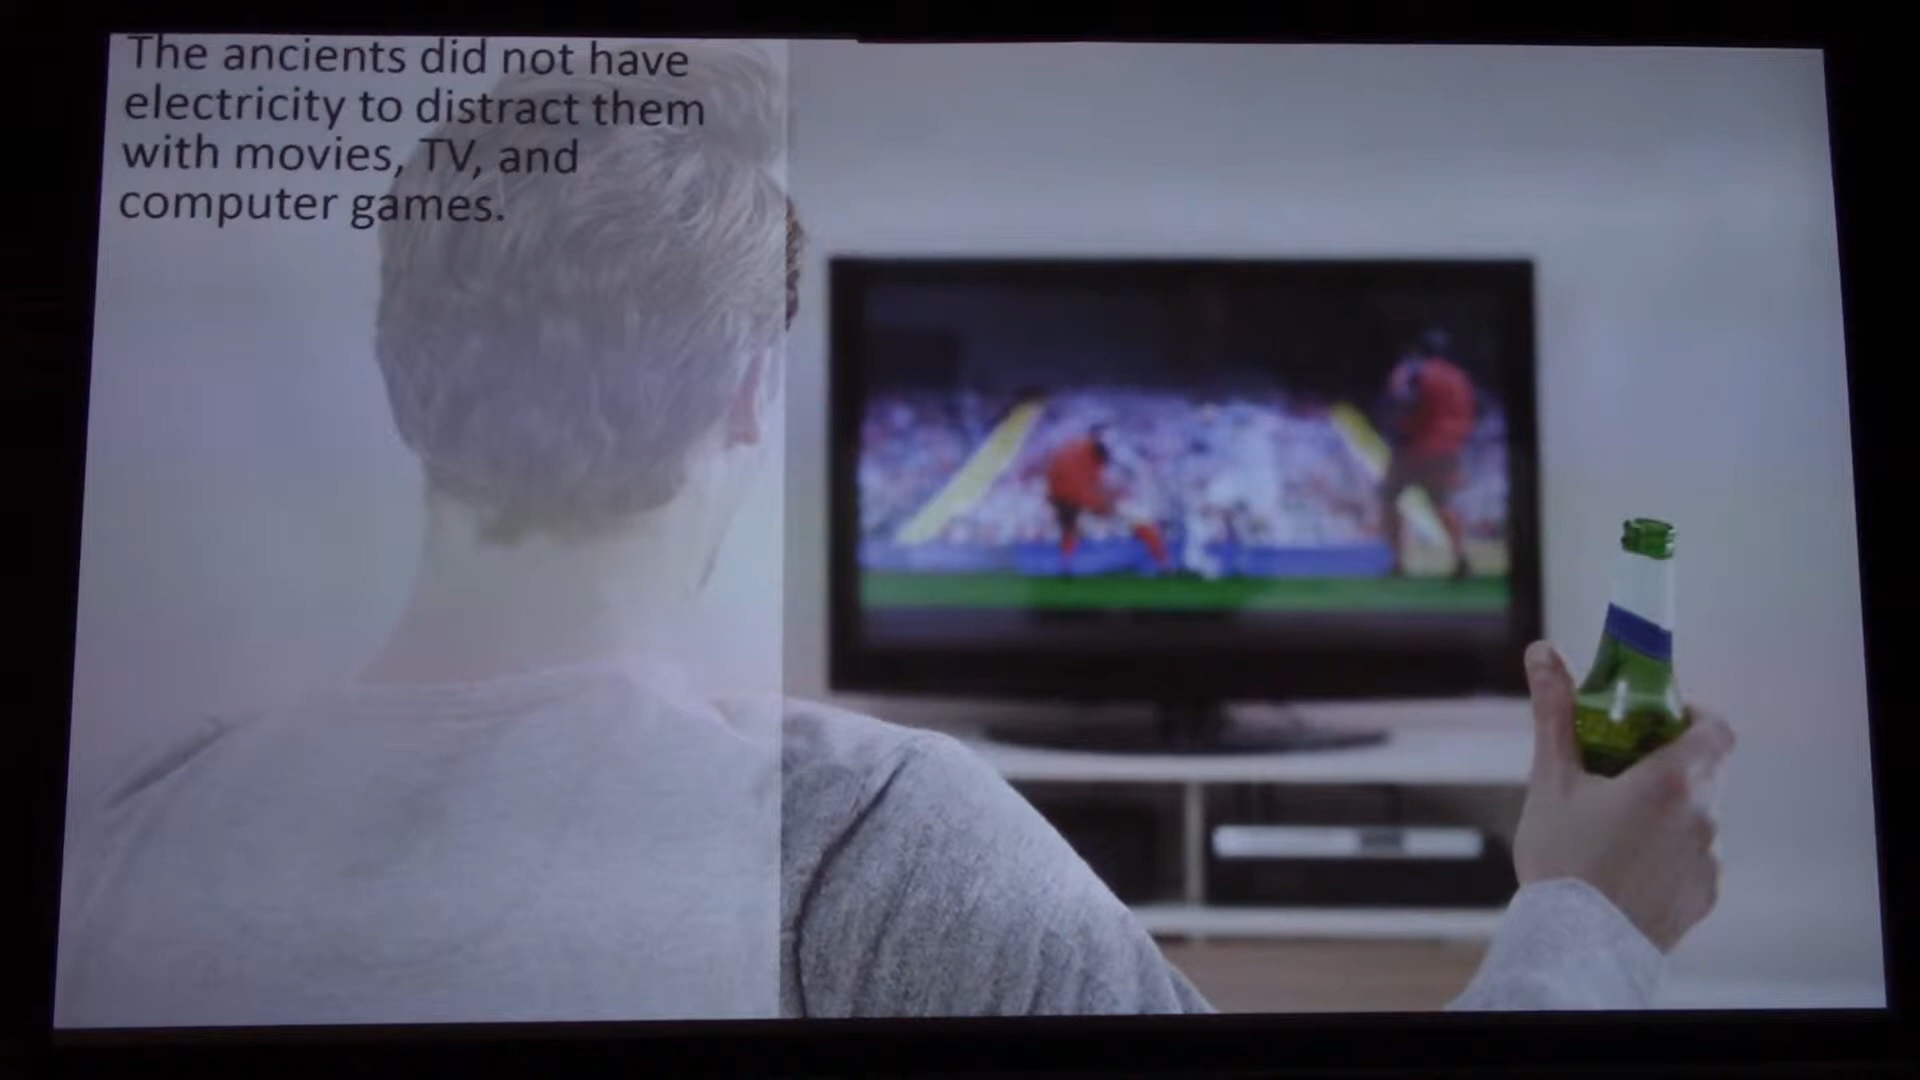 The ancients did not have
electricity to distract them
with movies, TV, and
computer games.